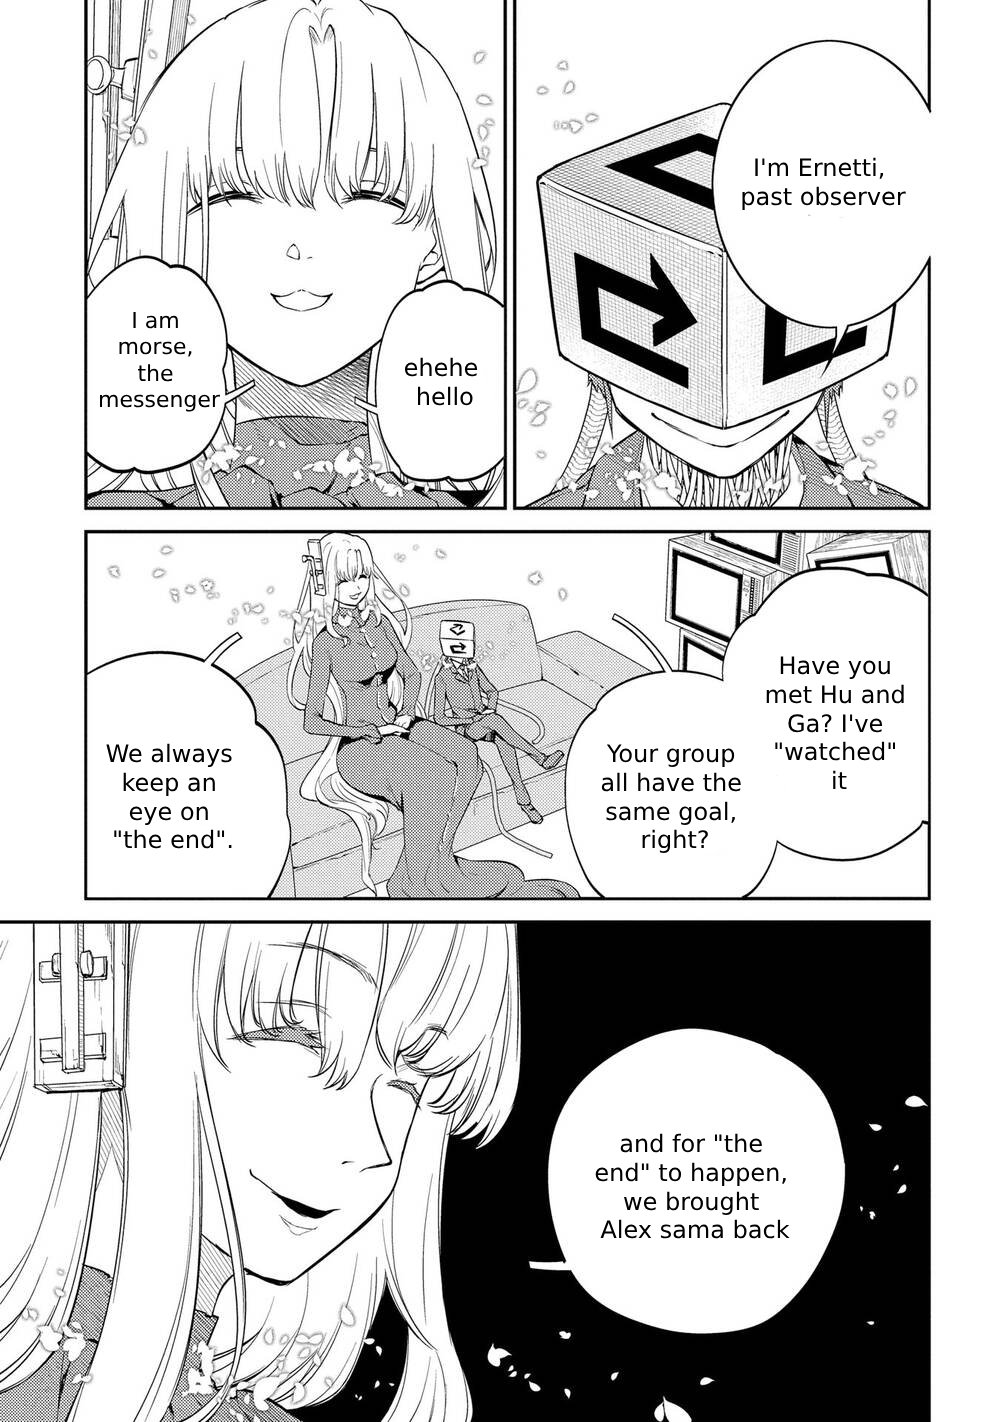 I'm Ernetti,
past observer
ehehe
hello
I am
morse,
the
messenger
Have you
met Hu and
Ga? I've
"watched"
it
Your group
all have the
same goal,
right?
We always
keep an
eye on
"the end".
and for "the
end" to happen,
we brought
Alex sama back